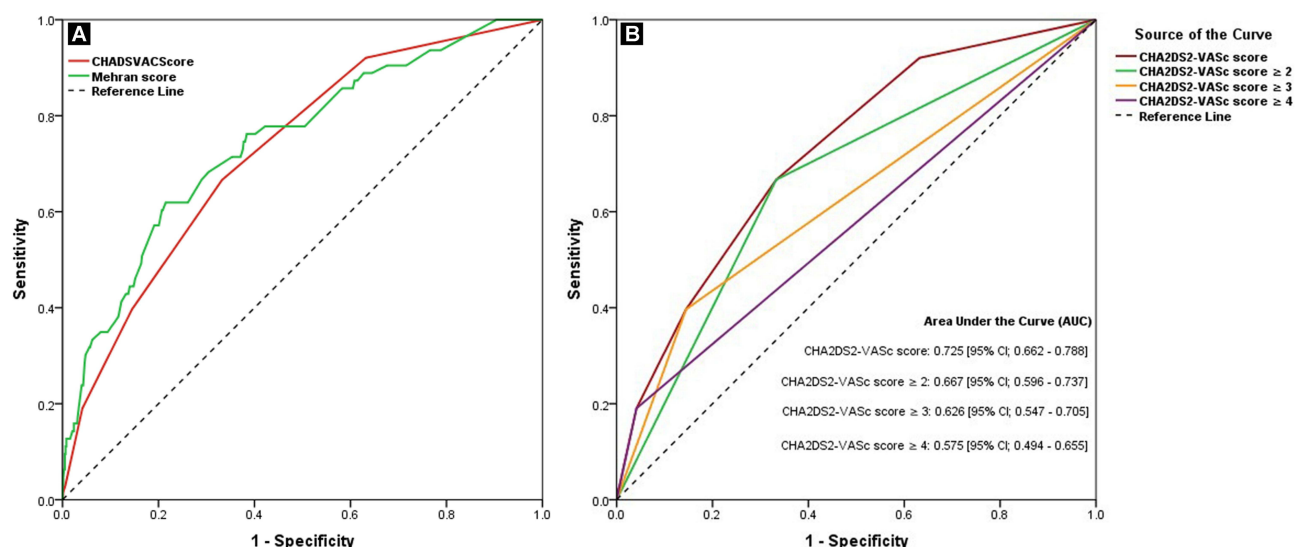 A
CHADSVACScore
Mehran score
Reference Line
1.0
0.8
0.6
0.4
0.2
0.0
Sensitivity
0.0 0.2 0.4 0.6 0.8 1.0
1 - Specificity
B
1.0
0.8
0.6
0.4
0.2
0.0
Sensitivity
Area Under the Curve (AUC)
CHA2DS2-VASc score: 0.725 [95% CI; 0.662 - 0.788]
CHA2DS2-VASc score ≥ 2: 0.667 [95% CI; 0.596 - 0.737]
CHA2DS2-VASc score ≥ 3: 0.626 [95% CI; 0.547 - 0.705]
CHA2DS2-VASc score ≥ 4: 0.575 [95% CI; 0.494 - 0.655]
0.0 0.2 0.4 0.6 0.8 1.0
1 - Specificity
Source of the Curve
CHA2DS2-VASc score
CHA2DS2-VASc score ≥ 2
CHA2DS2-VASc score ≥ 3
CHA2DS2-VASc score ≥ 4
Reference Line